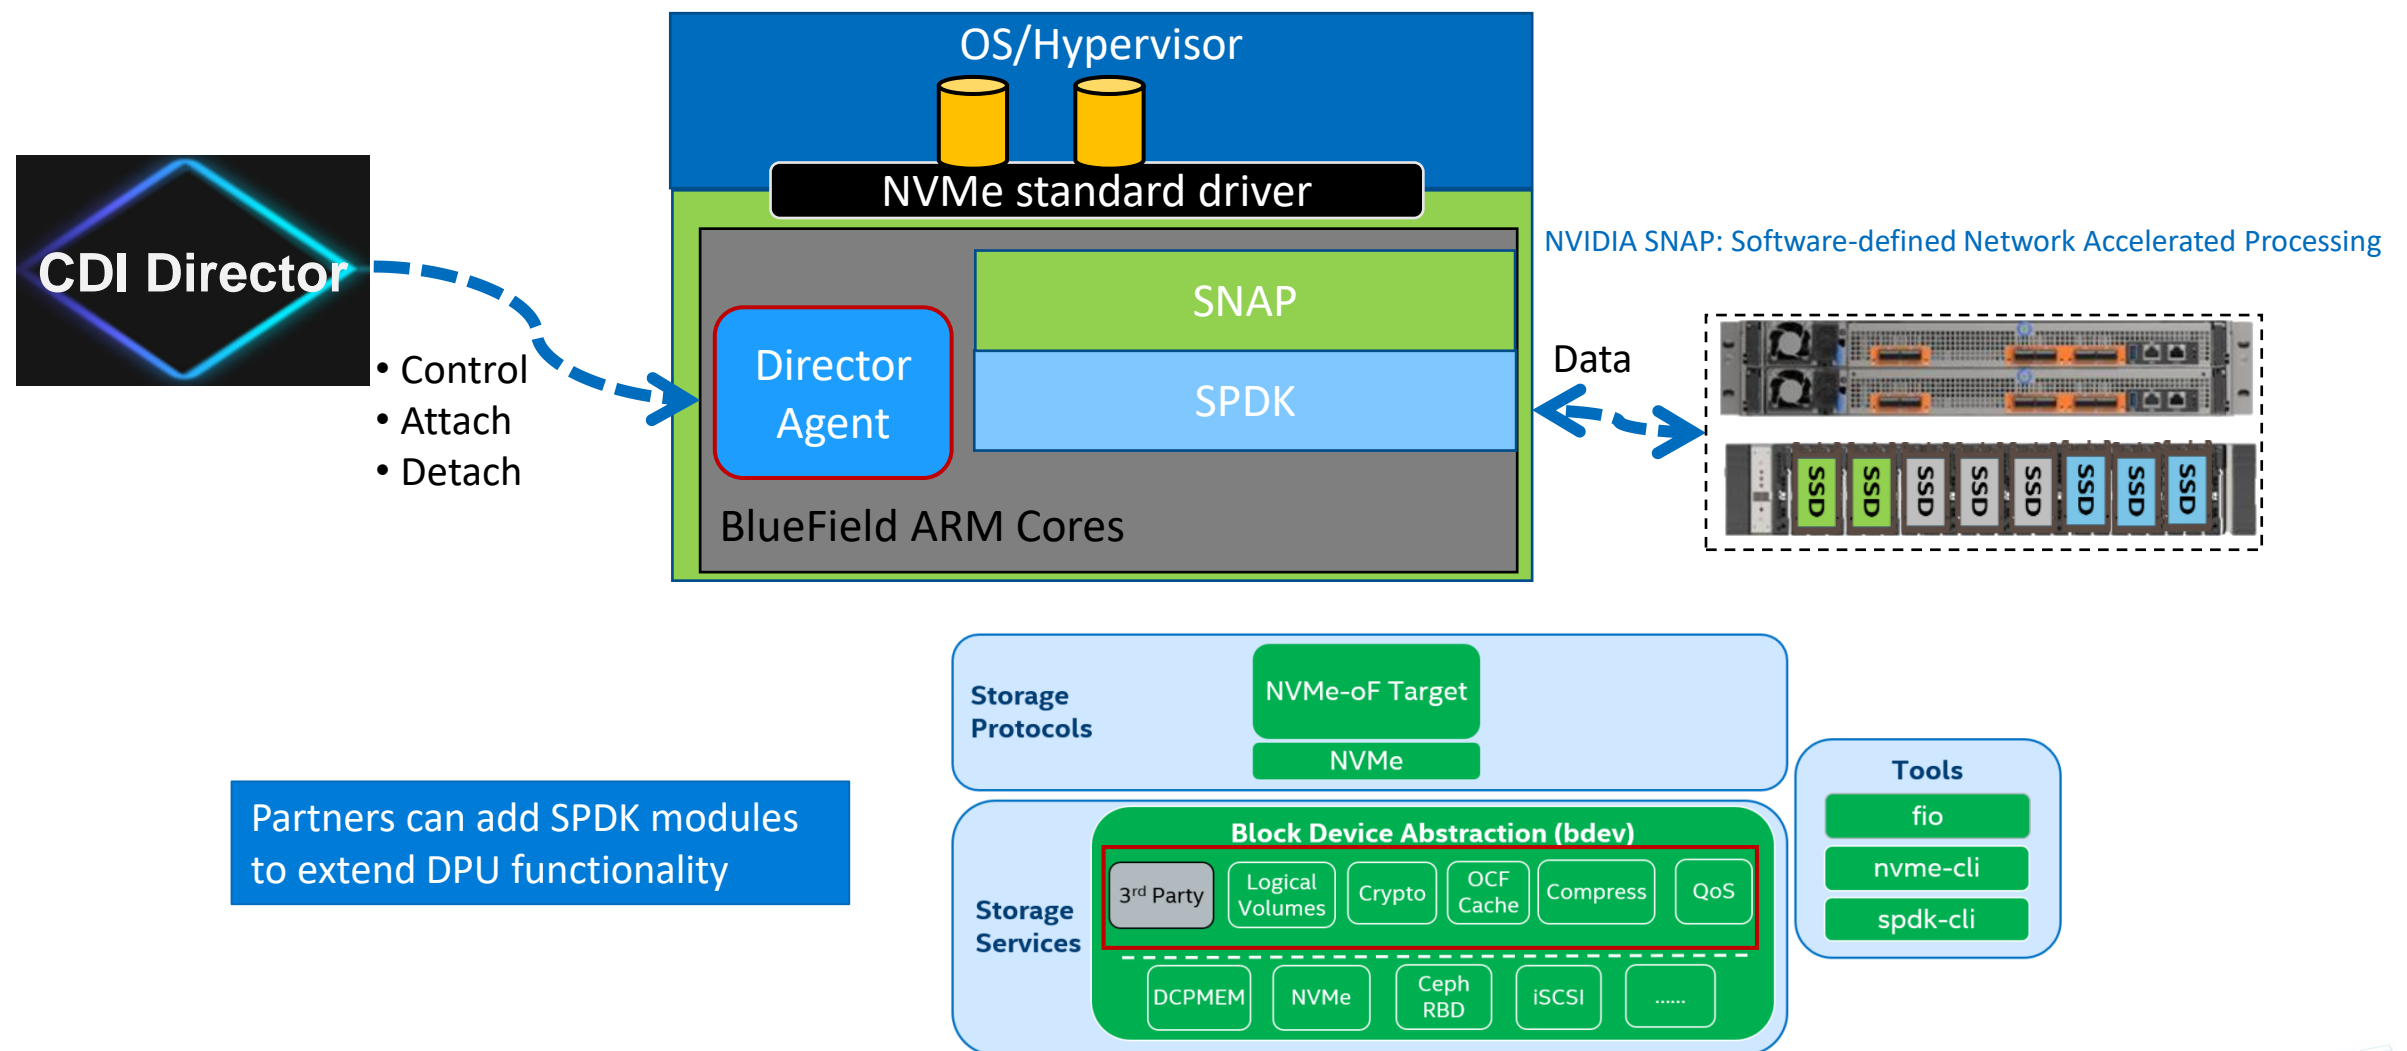 OS/Hypervisor
NVMe standard driver
CDI Director
• Control
• Attach
• Detach
Director
Agent
SNAP
SPDK
BlueField ARM Cores
NVIDIA SNAP: Software-defined Network Accelerated Processing
Data
SSD
SSD
SSD
SSD
SSD
SSD
SSD
SSD
Partners can add SPDK modules
to extend DPU functionality
Storage
Protocols
NVMe-oF Target
NVMe
Storage
Services
Block Device Abstraction (bdev)
3rd Party
Logical
Volumes
Crypto
OCF
Cache
Compress
QoS
DCPMEM
NVMe
Ceph
RBD
iSCSI
......
Tools
fio
nvme-cli
spdk-cli